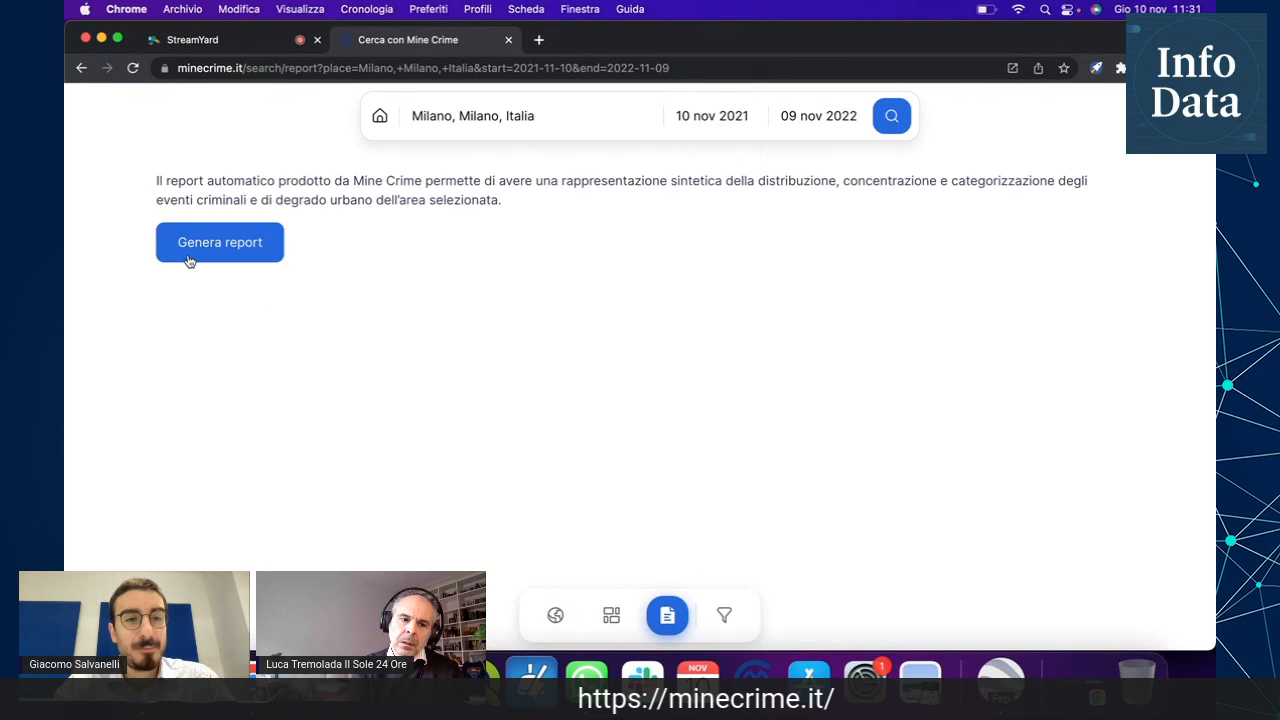 Chrome Archivio Modifica Visualizza Cronologia Preferiti Profili Scheda Finestra Guida Gio 10 nov 11:31
StreamYard Cerca con Mine Crime
minecrime.it/search/report?place=Milano,+Milano,+Italia&start=2021-11-10&end=2022-11-09
Info
Data
Milano, Milano, Italia 10 nov 2021 09 nov 2022
Il report automatico prodotto da Mine Crime permette di avere una rappresentazione sintetica della distribuzione, concentrazione e categorizzazione degli
eventi criminali e di degrado urbano dell’area selezionata.
Genera report
Giacomo Salvanelli Luca Tremolada Il Sole 24 Ore
NOV
1
Pro
https://minecrime.it/